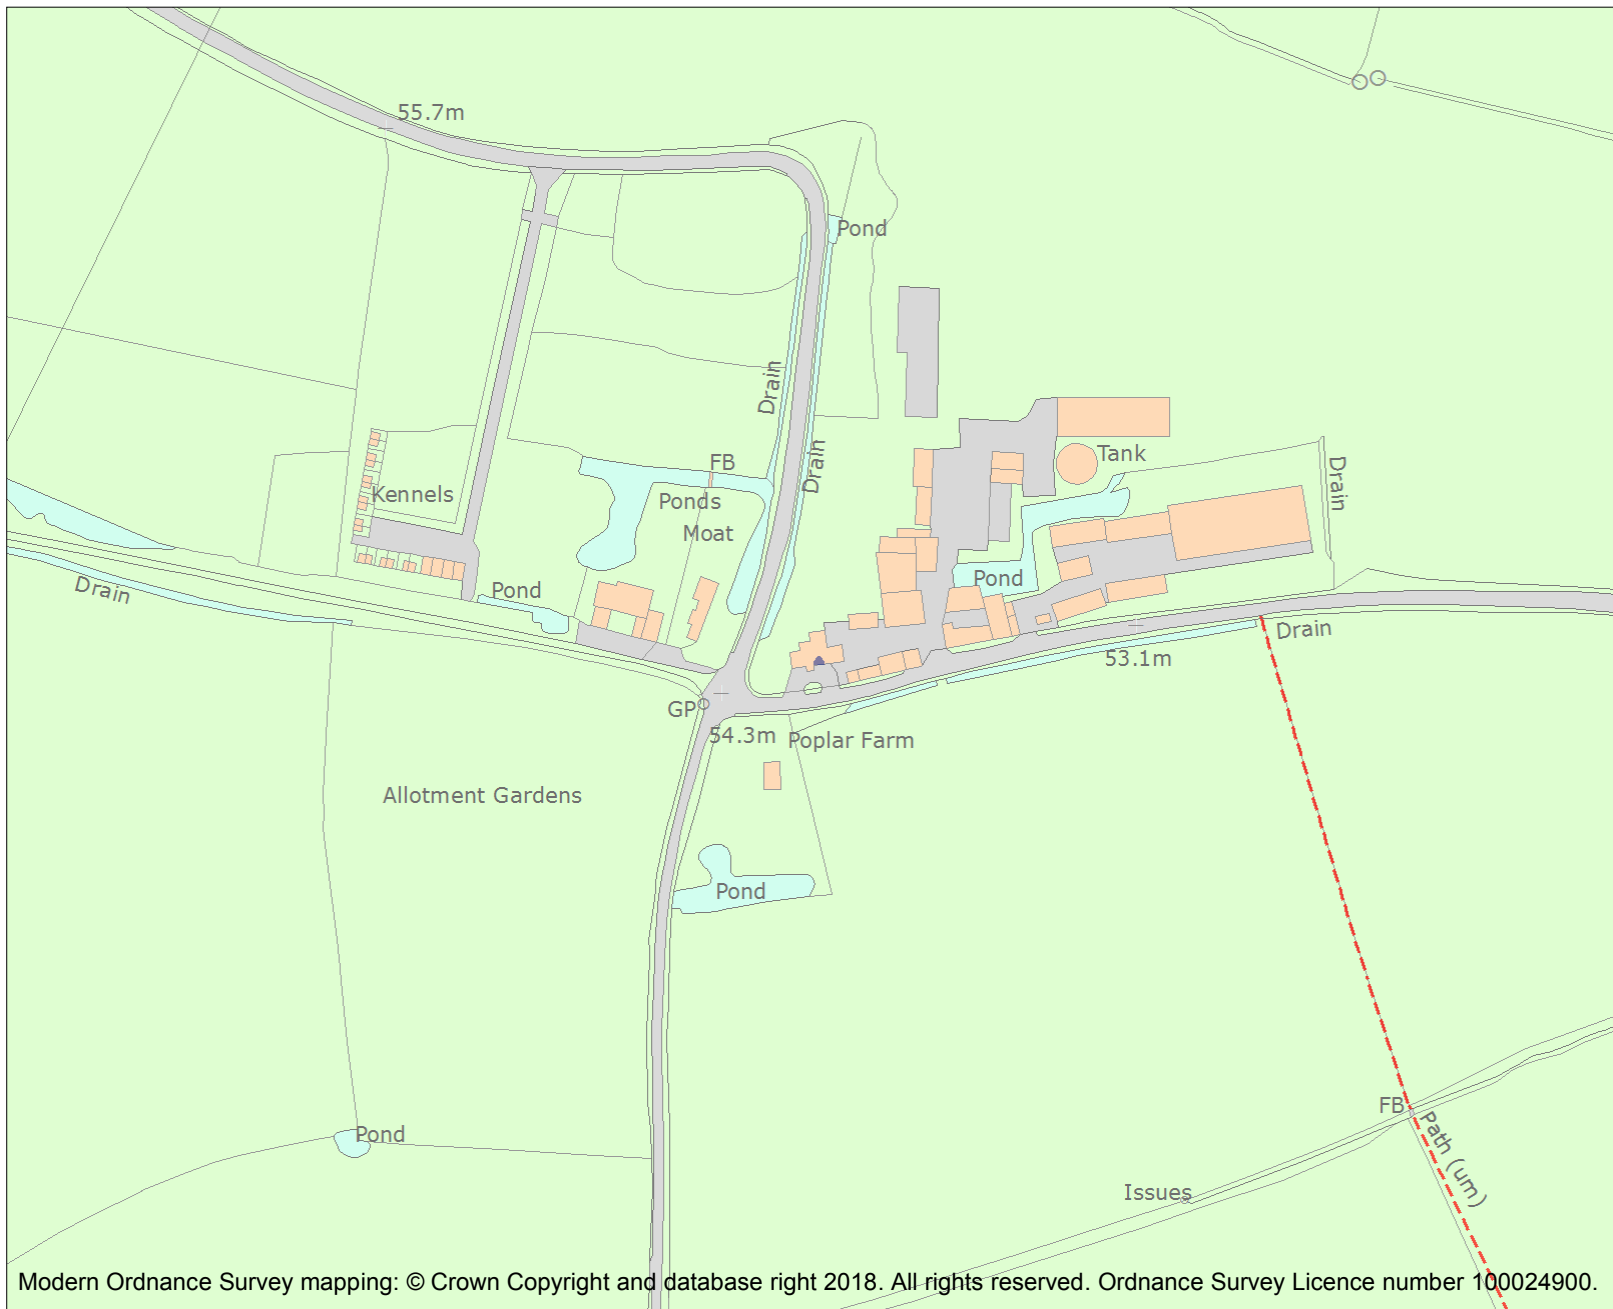 55.7m
Pond
Drain
Drain
Tank
FB
Drain
Kennels
Ponds
Moat
Pond
Pond
Drain
Drain
53.1m
GP
54.3m
Poplar Farm
Allotment Gardens
Pond
FB
Path (um)
Pond
Issues
Modern Ordnance Survey mapping: © Crown Copyright and database right 2018. All rights reserved. Ordnance Survey Licence number 100024900.